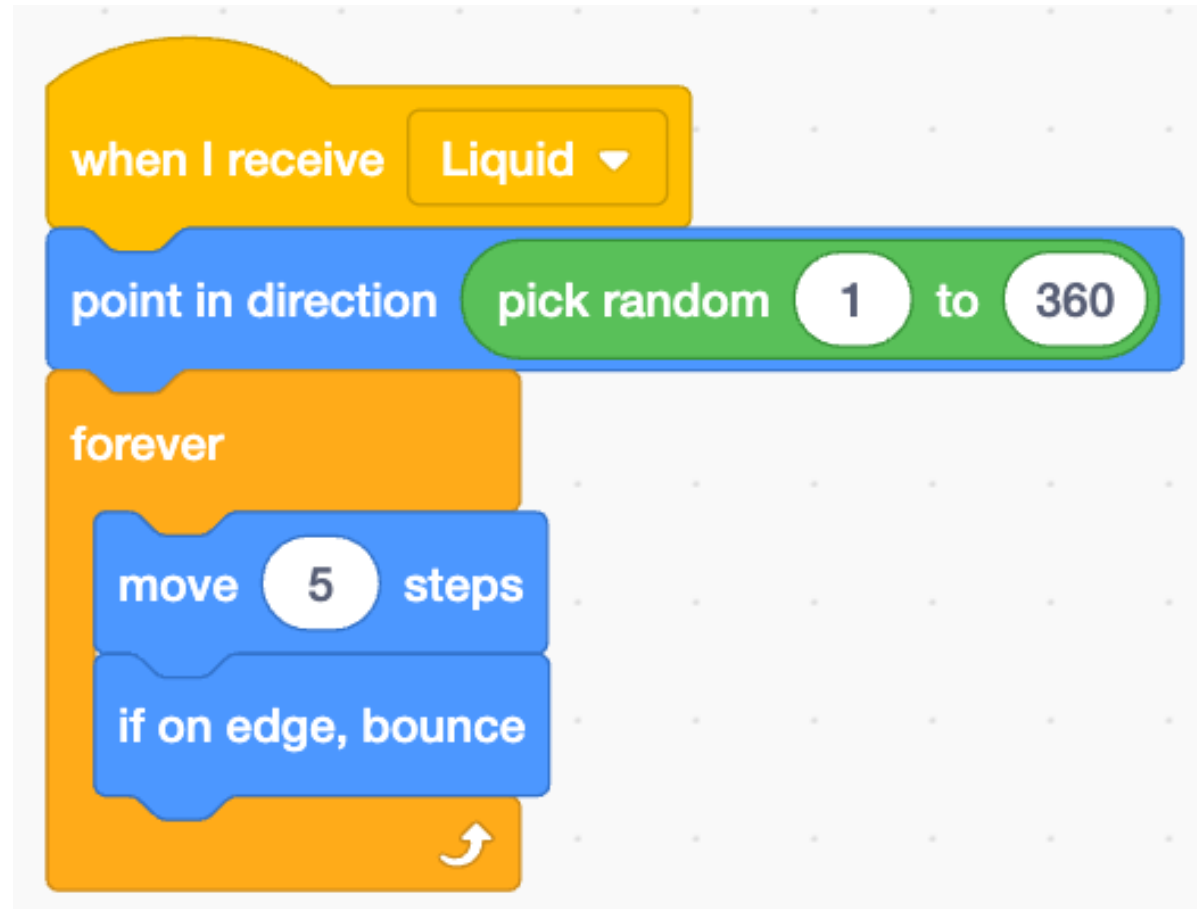 when I receive Liquid
point in direction pick random 1 to 360
forever
move 5 steps
if on edge, bounce